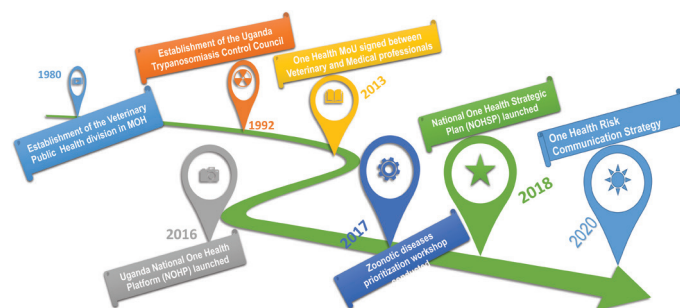 1980
Establishment of the Veterinary
Public Health division in MOH
Establishment of the Uganda
Trypanosomiasis Control Council
1992
One Health MoU signed between
Veterinary and Medical professionals
2013
2016
Uganda National One Health
Platform (NOHP) launched
2017
Zoonotic diseases
prioritization workshop
conducted
National One Health Strategic
Plan (NOHSP) launched
2018
One Health Risk
Communication Strategy
2020